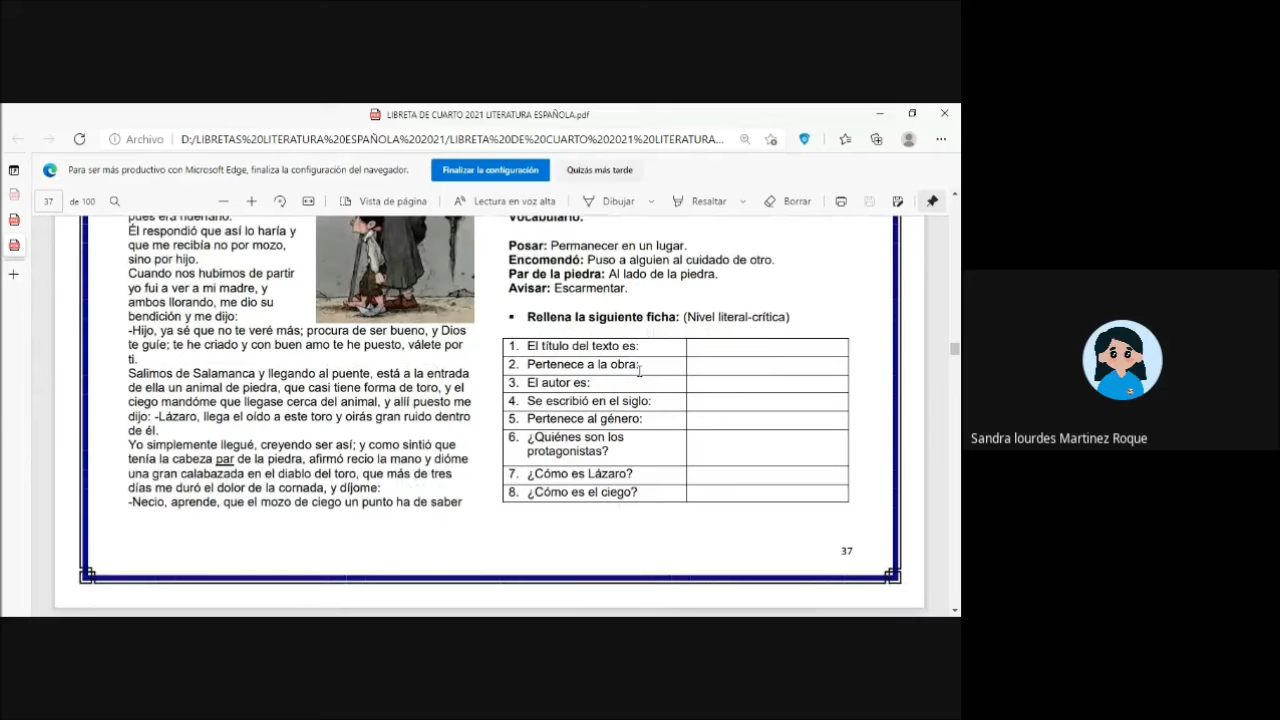 LIBRETA DE CUARTO 2021 LITERATURA ESPAÑOLA.pdf
Archivo
D:/LIBRETAS%20LITERATURA%20ESPAÑOLA%202021/LIBRETA%20DE%20CUARTO%202021%20LITERATURA...
Para ser más productivo con Microsoft Edge, finaliza la configuración del navegador.
Finalizar la configuración
Quizás más tarde
37 de 100
Vista de página
Lectura en voz alta
Dibujar
Resaltar
Borrar
pues era huérfano.
Él respondió que así lo haría y
que me recibía no por mozo,
sino por hijo.
Cuando nos hubimos de partir
yo fui a ver a mi madre, y
ambos llorando, me dio su
bendición y me dijo:
-Hijo, ya sé que no te veré más; procura de ser bueno, y Dios
te guíe; te he criado y con buen amo te he puesto, válete por
ti.
Salimos de Salamanca y llegando al puente, está a la entrada
de ella un animal de piedra, que casi tiene forma de toro, y el
ciego mandóme que llegase cerca del animal, y allí puesto me
dijo: -Lázaro, llega el oído a este toro y oirás gran ruido dentro
de él.
Yo simplemente llegué, creyendo ser así; y como sintió que
tenía la cabeza par de la piedra, afirmó recio la mano y dióme
una gran calabazada en el diablo del toro, que más de tres
días me duró el dolor de la cornada, y díjome:
-Necio, aprende, que el mozo de ciego un punto ha de saber
Vocabulario:
Posar: Permanecer en un lugar.
Encomendó: Puso a alguien al cuidado de otro.
Par de la piedra: Al lado de la piedra.
Avisar: Escarmentar.
▪ Rellena la siguiente ficha: (Nivel literal-crítica)
1. El título del texto es:
2. Pertenece a la obra:
3. El autor es:
4. Se escribió en el siglo:
5. Pertenece al género:
6. ¿Quiénes son los
protagonistas?
7. ¿Cómo es Lázaro?
8. ¿Cómo es el ciego?
37
Sandra lourdes Martinez Roque